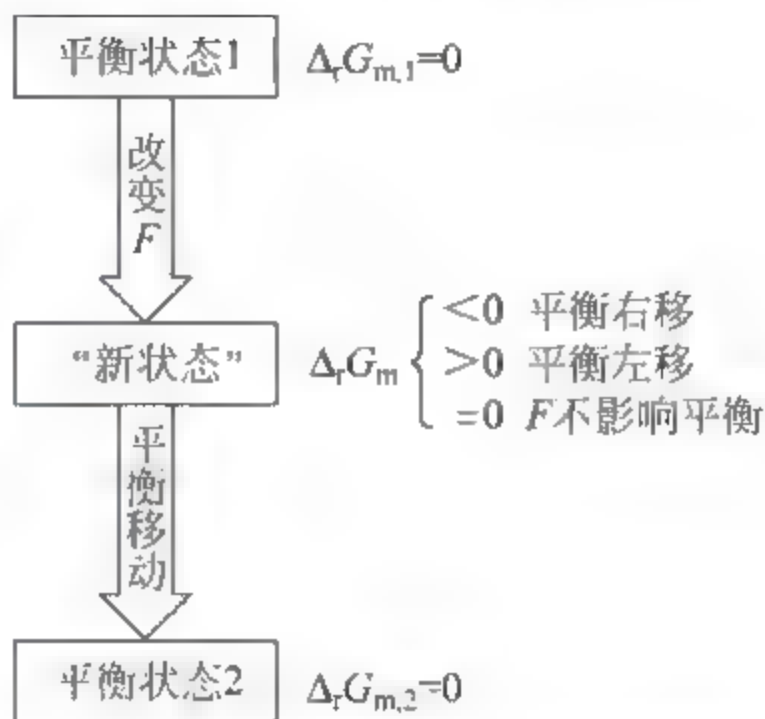 平衡状态1
ΔrGm,1=0
改变F
“新状态”
ΔrGm
<0 平衡右移
>0 平衡左移
=0 F不影响平衡
平衡移动
平衡状态2
ΔrGm,2=0